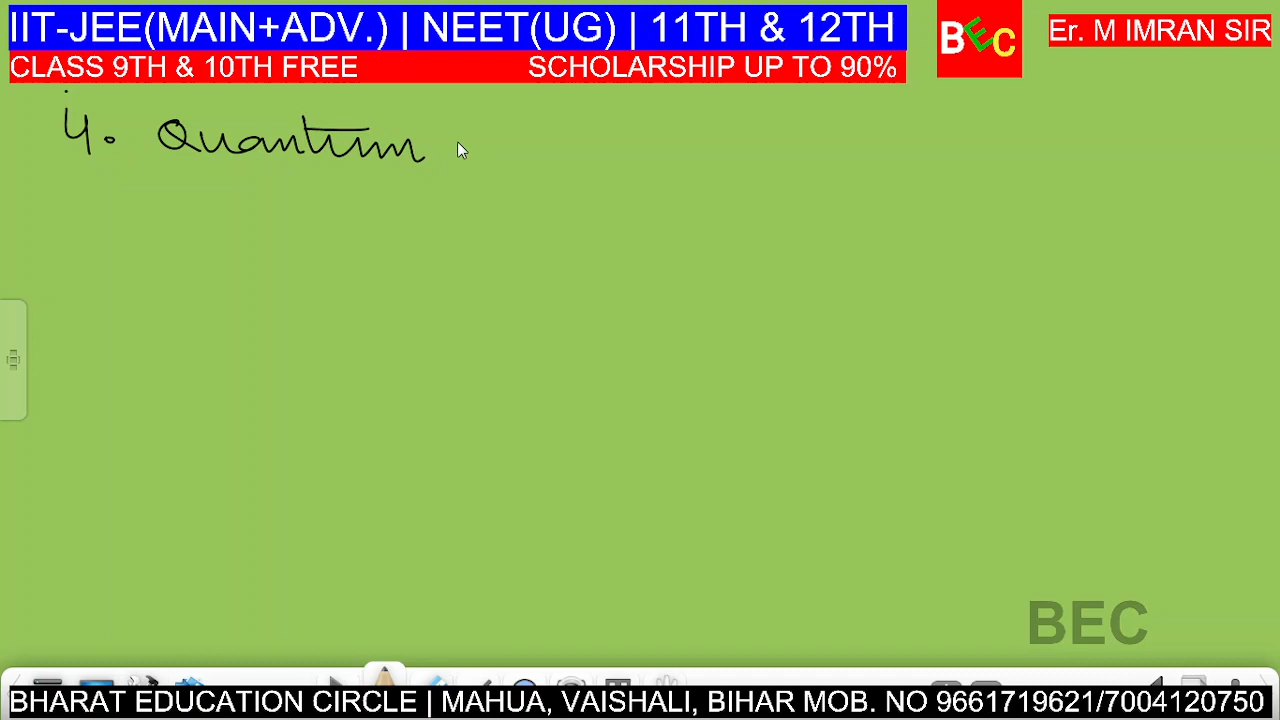 IIT-JEE(MAIN+ADV.) | NEET(UG) | 11TH & 12TH
BEC
Er. M IMRAN SIR
CLASS 9TH & 10TH FREE SCHOLARSHIP UP TO 90%
4. Quantum
BEC
BHARAT EDUCATION CIRCLE | MAHUA, VAISHALI, BIHAR MOB. NO 9661719621/7004120750